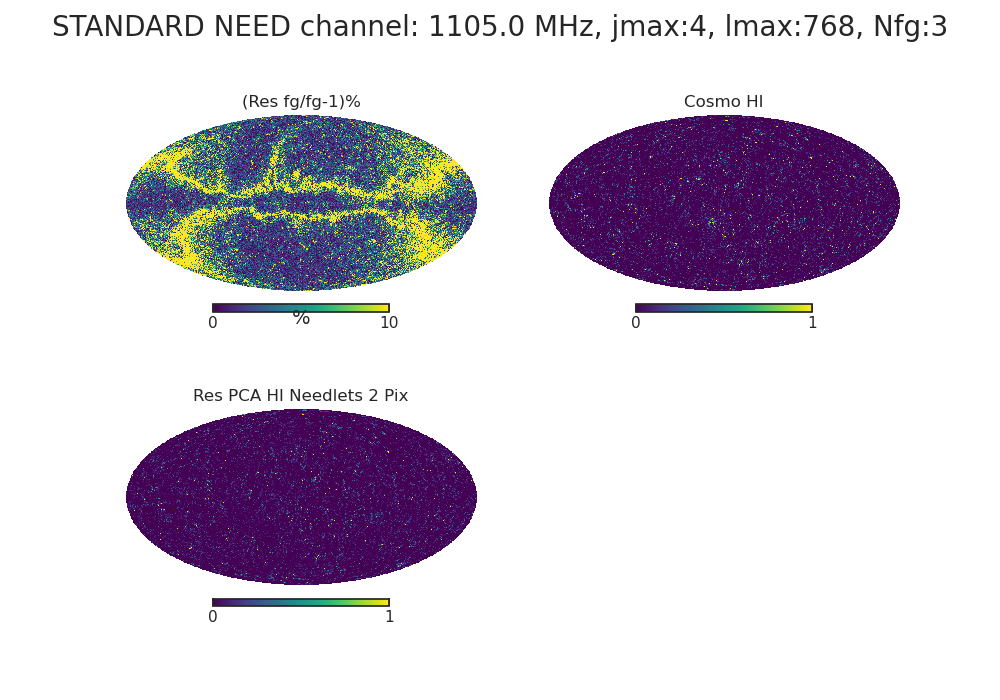 STANDARD NEED channel: 1105.0 MHz, jmax:4, lmax:768, Nfg:3
(Res fg/fg-1)%
Cosmo HI
0 % 10
0 1
Res PCA HI Needlets 2 Pix
0 1